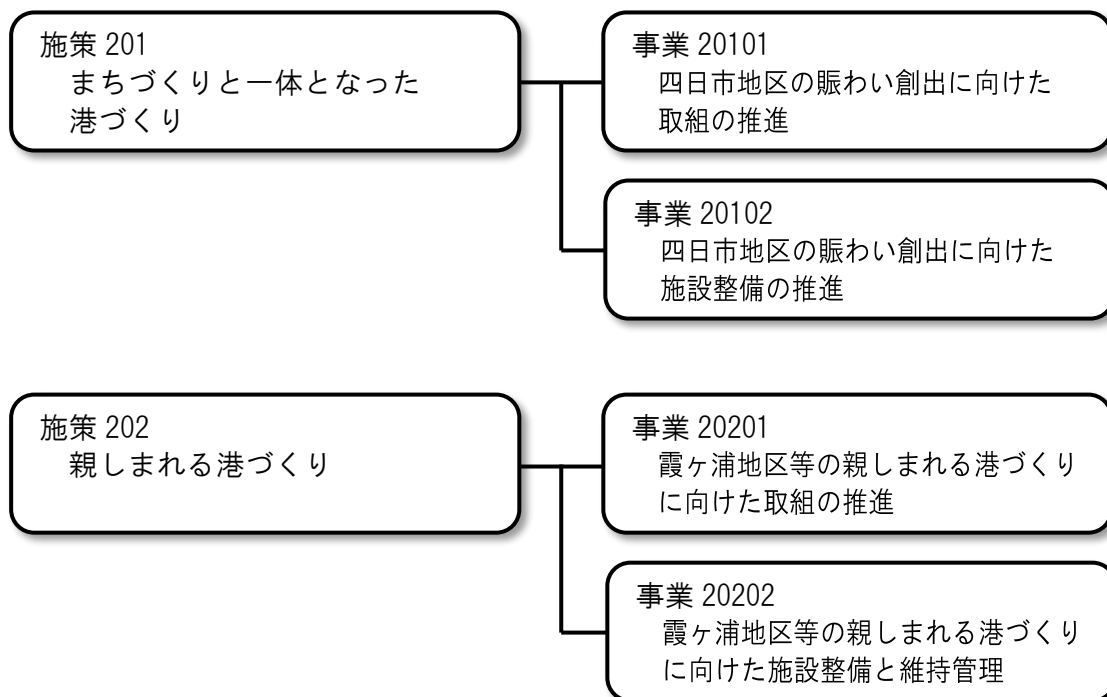 施策 201
まちづくりと一体となった
港づくり
事業 20101
四日市地区の賑わい創出に向けた
取組の推進
事業 20102
四日市地区の賑わい創出に向けた
施設整備の推進
施策 202
親しまれる港づくり
事業 20201
霞ヶ浦地区等の親しまれる港づくり
に向けた取組の推進
事業 20202
霞ヶ浦地区等の親しまれる港づくり
に向けた施設整備と維持管理